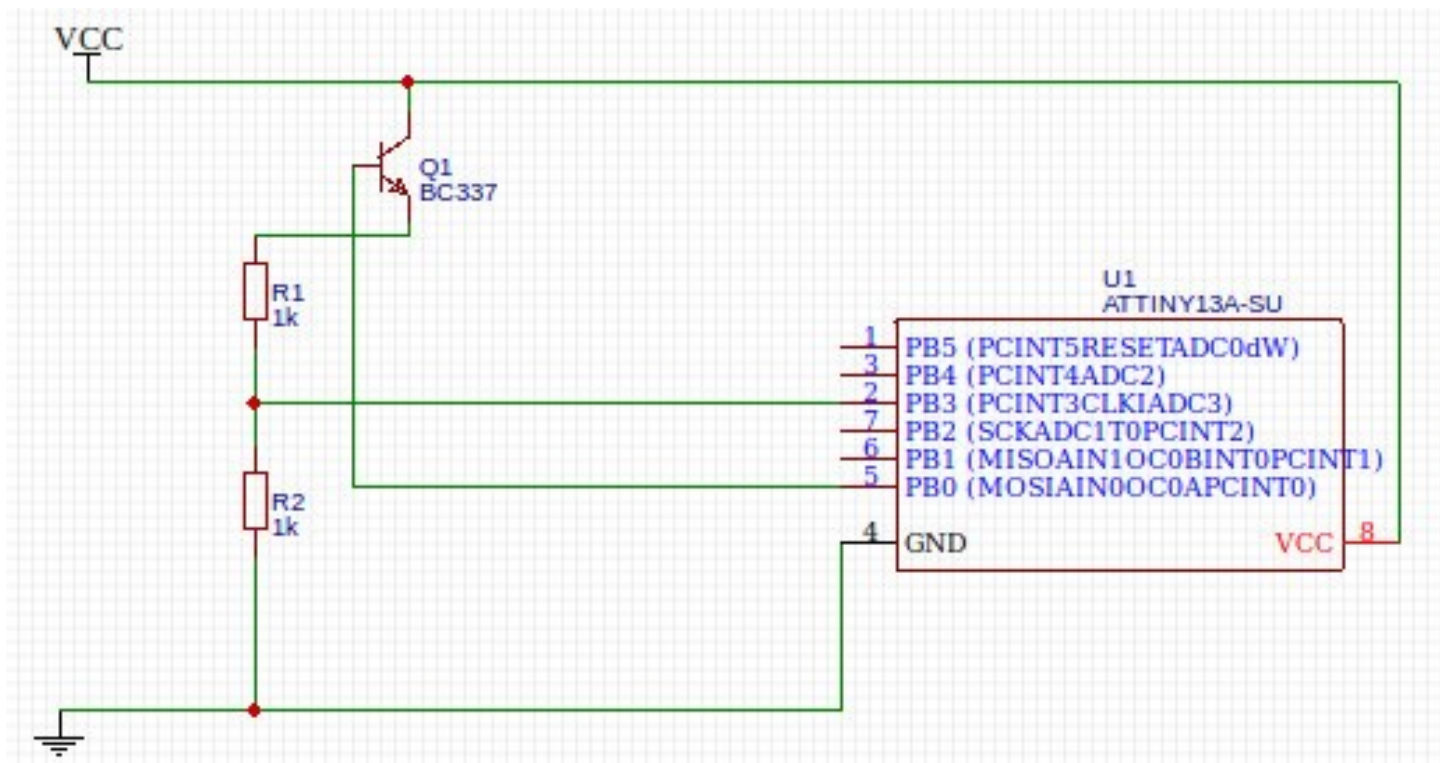 VCC
Q1
BC337
R1
1k
U1
ATTINY13A-SU
1 PB5 (PCINT5RESETADC0dW)
3 PB4 (PCINT4ADC2)
2 PB3 (PCINT3CLKIADC3)
7 PB2 (SCKADC1T0PCINT2)
6 PB1 (MISOAIN1OC0BINT0PCINT1)
5 PB0 (MOSIAIN0OC0APCINT0)
R2
1k
4 GND VCC 8